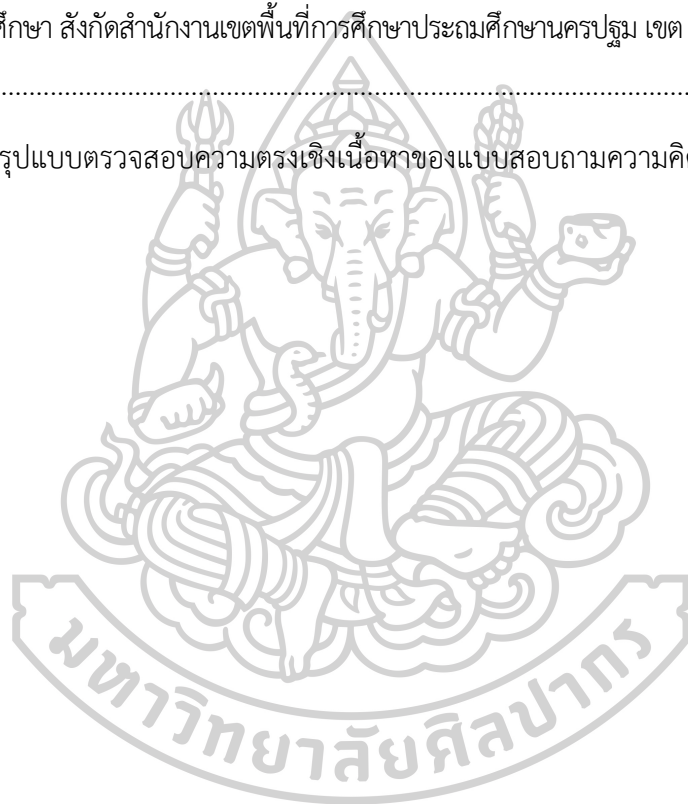 ศึกษา สังกัดสำนักงานเขตพื้นที่การศึกษาประถมศึกษานครปฐม เขต
................................................................................................
รุปแบบตรวจสอบความตรงเชิงเนื้อหาของแบบสอบถามความคิด
มหาวิทยาลัยศิลปากร